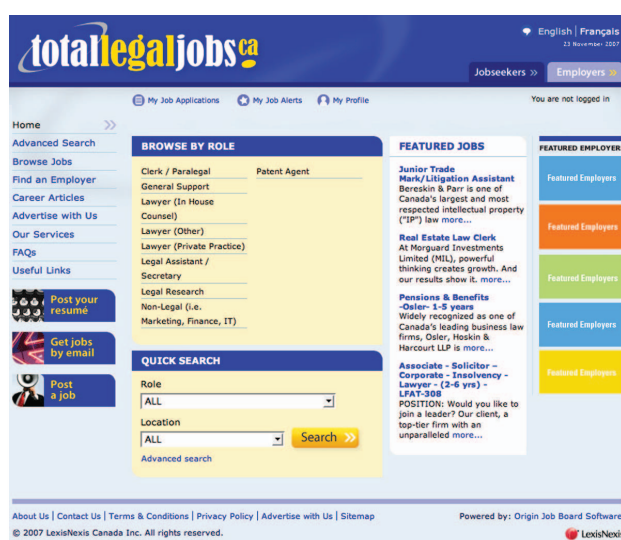 totallegaljobs.ca
English | Français
23 November 2007
Jobseekers »
Employers »
My Job Applications
My Job Alerts
My Profile
You are not logged in
Home
Advanced Search
Browse Jobs
Find an Employer
Career Articles
Advertise with Us
Our Services
FAQs
Useful Links
Post your
resumé
Get jobs
by email
Post
a job
BROWSE BY ROLE
Clerk / Paralegal
General Support
Lawyer (In House
Counsel)
Lawyer (Other)
Lawyer (Private Practice)
Legal Assistant /
Secretary
Legal Research
Non-Legal (i.e.
Marketing, Finance, IT)
Patent Agent
QUICK SEARCH
Role
ALL
Location
ALL
Search »
Advanced search
FEATURED JOBS
Junior Trade
Mark/Litigation Assistant
Bereskin & Parr is one of
Canada's largest and most
respected intellectual property
("IP") law more...
Real Estate Law Clerk
At Morguard Investments
Limited (MIL), powerful
thinking creates growth. And
our results show it. more...
Pensions & Benefits
-Osler- 1-5 years
Widely recognized as one of
Canada's leading business law
firms, Osler, Hoskin &
Harcourt LLP is more...
Associate - Solicitor –
Corporate - Insolvency -
Lawyer - (2-6 yrs) -
LFAT-308
POSITION: Would you like to
join a leader? Our client, a
top-tier firm with an
unparalleled more...
FEATURED EMPLOYER
Featured Employers
Featured Employers
Featured Employers
Featured Employers
Featured Employers
About Us | Contact Us | Terms & Conditions | Privacy Policy | Advertise with Us | Sitemap
Powered by: Origin Job Board Software
© 2007 LexisNexis Canada Inc. All rights reserved.
LexisNexis